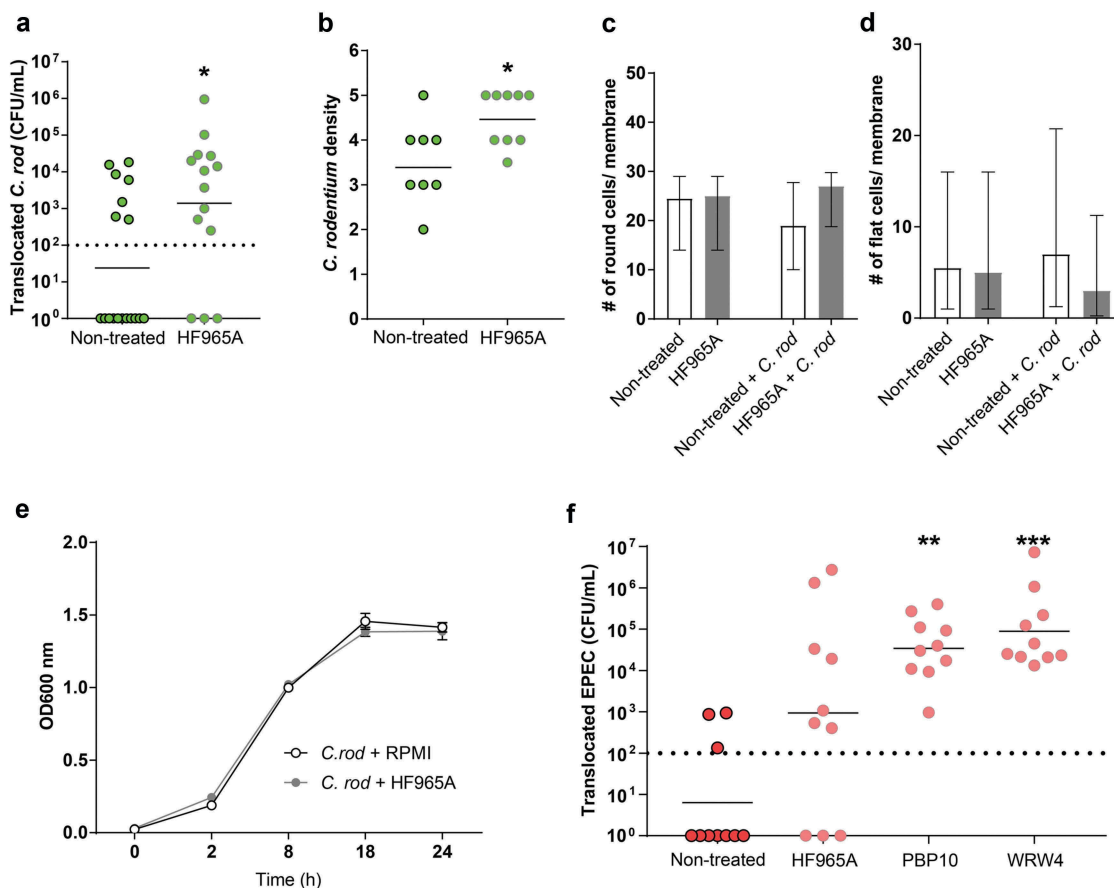 a
Translocated C. rod (CFU/mL)
10⁷
10⁶
10⁵
10⁴
10³
10²
10¹
10⁰
*
Non-treated HF965A
b
C. rodentium density
6
5
4
3
2
1
0
*
Non-treated HF965A
c
# of round cells/ membrane
50
40
30
20
10
0
Non-treated
HF965A
Non-treated + C. rod
HF965A + C. rod
d
# of flat cells/ membrane
30
20
10
0
Non-treated
HF965A
Non-treated + C. rod
HF965A + C. rod
e
OD600 nm
2.0
1.5
1.0
0.5
0.0
C.rod + RPMI
C. rod + HF965A
0 2 8 18 24
Time (h)
f
Translocated EPEC (CFU/mL)
10⁷
10⁶
10⁵
10⁴
10³
10²
10¹
10⁰
** ***
Non-treated HF965A PBP10 WRW4